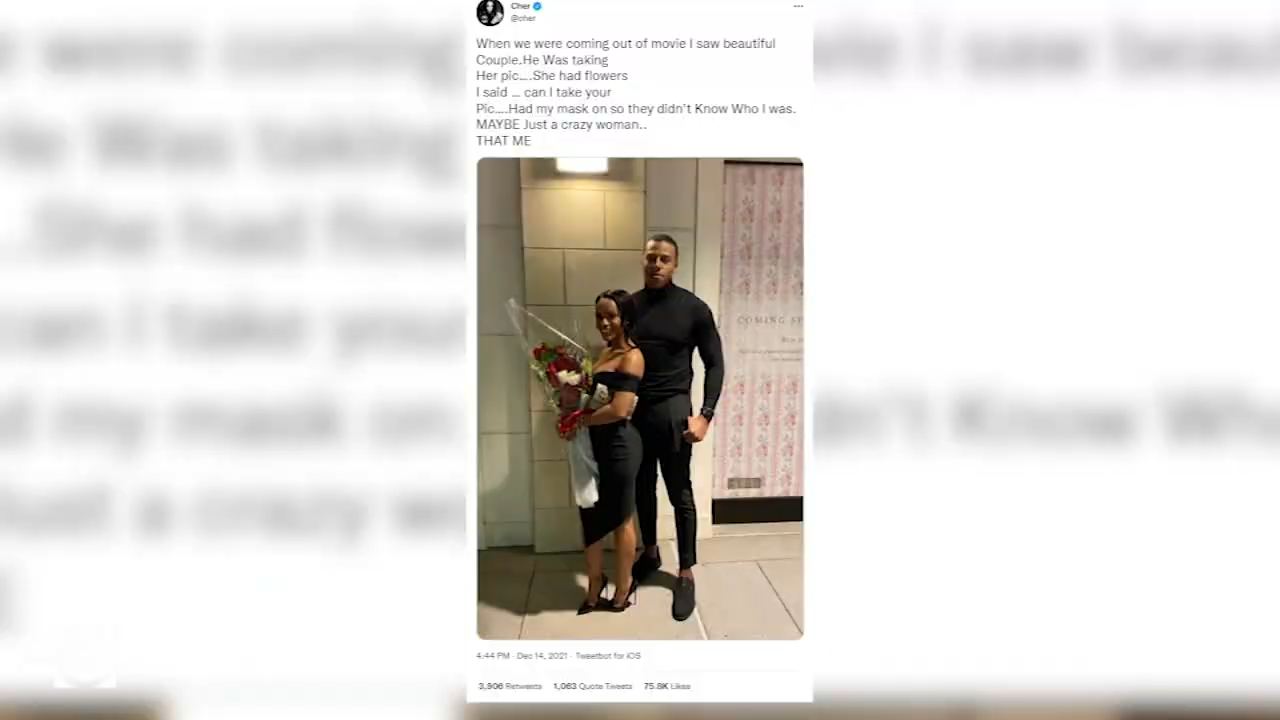 Cher
@cher
When we were coming out of movie I saw beautiful
Couple.He Was taking
Her pic....She had flowers
I said ... can I take your
Pic....Had my mask on so they didn't Know Who I was.
MAYBE Just a crazy woman..
THAT ME
COMING
4:44 PM · Dec 14, 2021 · Tweetbot for iOS
3,906 Retweets 1,063 Quote Tweets 75.8K Likes